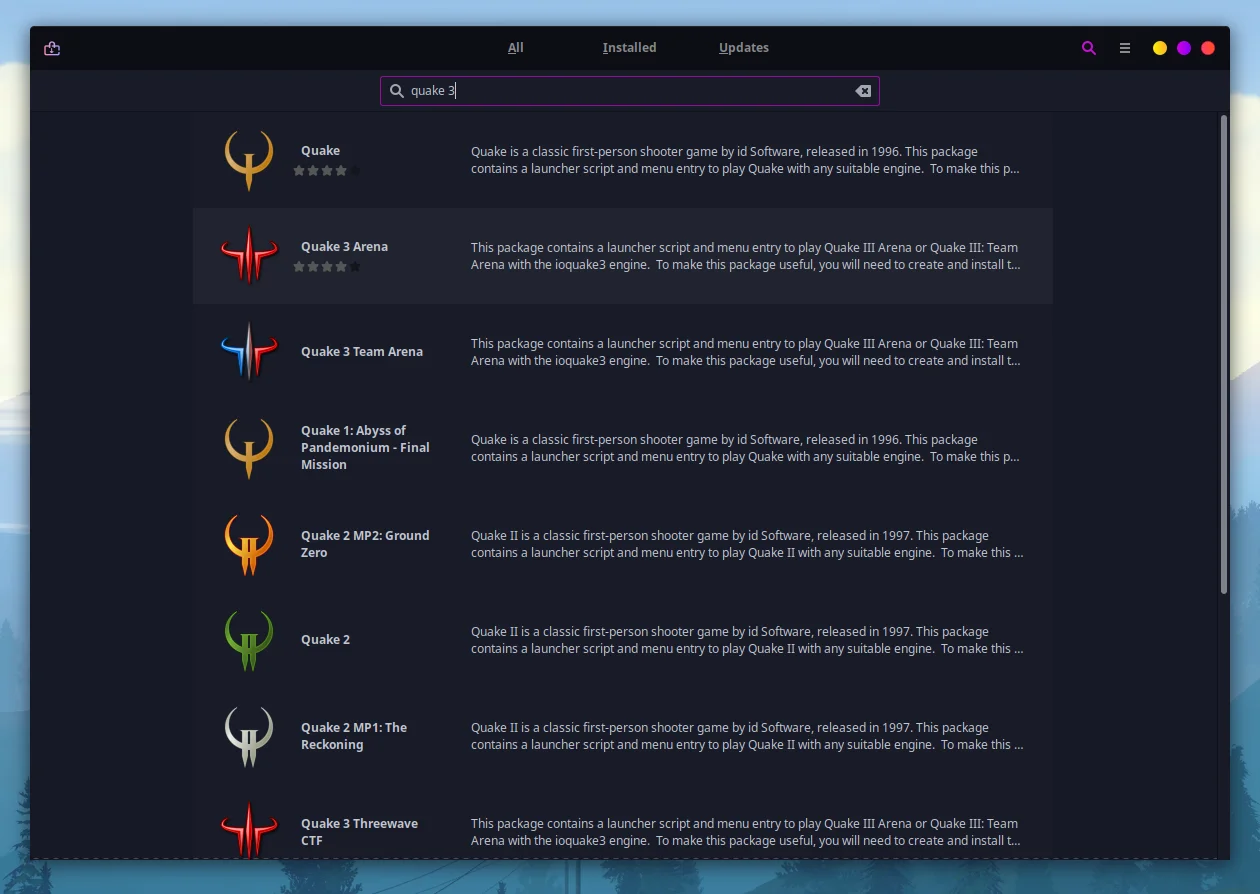 All Installed Updates
quake 3
Quake
Quake is a classic first-person shooter game by id Software, released in 1996. This package
contains a launcher script and menu entry to play Quake with any suitable engine.  To make this p...
Quake 3 Arena
This package contains a launcher script and menu entry to play Quake III Arena or Quake III: Team
Arena with the ioquake3 engine.  To make this package useful, you will need to create and install t...
Quake 3 Team Arena
This package contains a launcher script and menu entry to play Quake III Arena or Quake III: Team
Arena with the ioquake3 engine.  To make this package useful, you will need to create and install t...
Quake 1: Abyss of
Pandemonium - Final
Mission
Quake is a classic first-person shooter game by id Software, released in 1996. This package
contains a launcher script and menu entry to play Quake with any suitable engine.  To make this p...
Quake 2 MP2: Ground
Zero
Quake II is a classic first-person shooter game by id Software, released in 1997. This package
contains a launcher script and menu entry to play Quake II with any suitable engine.  To make this ...
Quake 2
Quake II is a classic first-person shooter game by id Software, released in 1997. This package
contains a launcher script and menu entry to play Quake II with any suitable engine.  To make this ...
Quake 2 MP1: The
Reckoning
Quake II is a classic first-person shooter game by id Software, released in 1997. This package
contains a launcher script and menu entry to play Quake II with any suitable engine.  To make this ...
Quake 3 Threewave
CTF
This package contains a launcher script and menu entry to play Quake III Arena or Quake III: Team
Arena with the ioquake3 engine.  To make this package useful, you will need to create and install t...